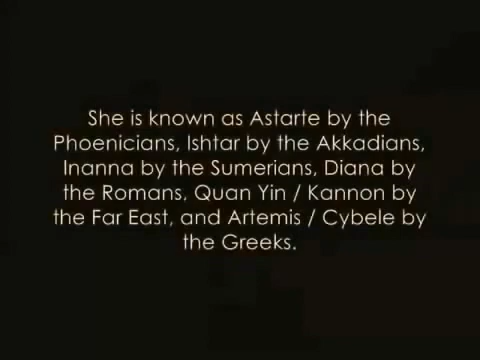 She is known as Astarte by the
Phoenicians, Ishtar by the Akkadians,
Inanna by the Sumerians, Diana by
the Romans, Quan Yin / Kannon by
the Far East, and Artemis / Cybele by
the Greeks.